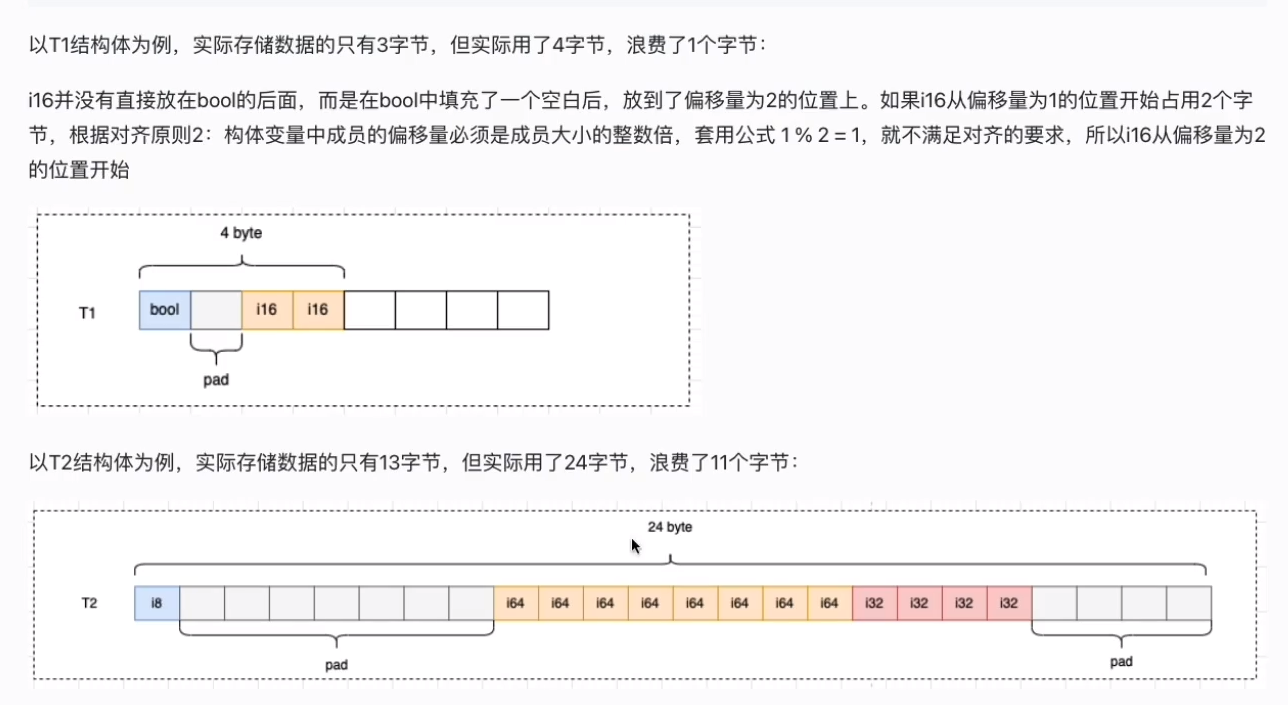 以T1结构体为例，实际存储数据的只有3字节，但实际用了4字节，浪费了1个字节：
i16并没有直接放在bool的后面，而是在bool中填充了一个空白后，放到了偏移量为2的位置上。如果i16从偏移量为1的位置开始占用2个字
节，根据对齐原则2：构体变量中成员的偏移量必须是成员大小的整数倍，套用公式 1 % 2 = 1，就不满足对齐的要求，所以i16从偏移量为2
的位置开始
4 byte
T1 bool i16 i16
pad
以T2结构体为例，实际存储数据的只有13字节，但实际用了24字节，浪费了11个字节：
24 byte
T2 i8 i64 i64 i64 i64 i64 i64 i64 i64 i32 i32 i32 i32
pad pad